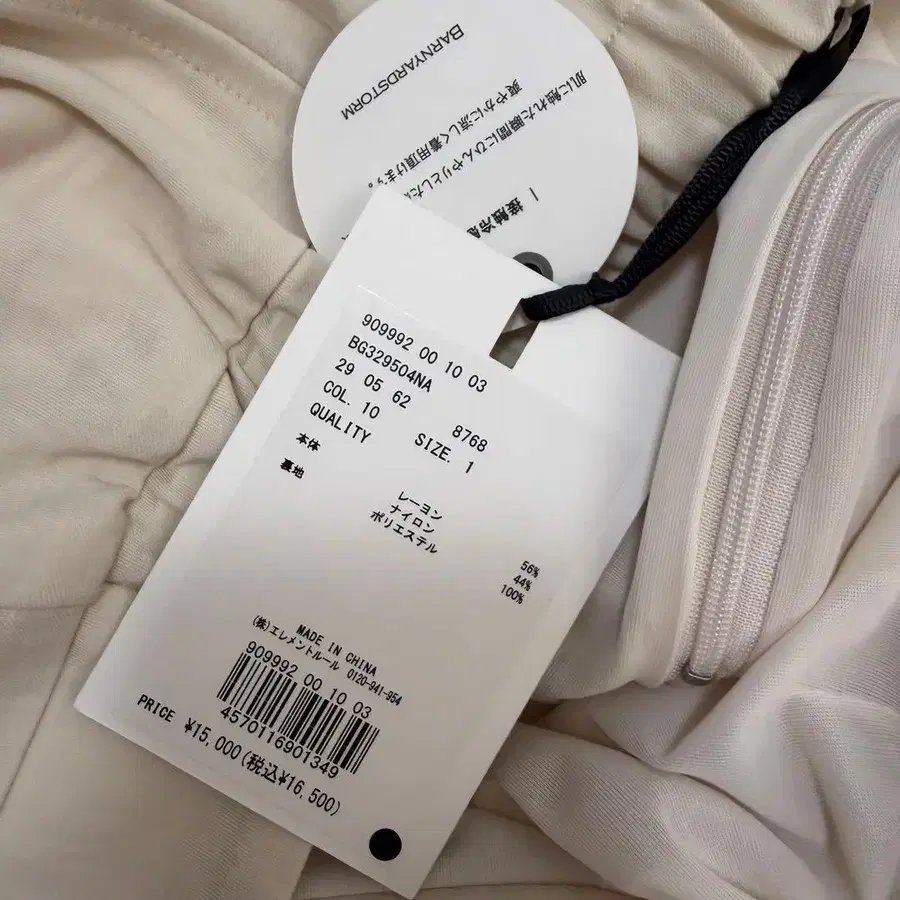 BARNYARDSTORM
接触冷
肌に触れた瞬間にひんやりとした
爽やかに涼しく着用頂けます。
909992 00 10 03
BG329504NA
29 05 62 8768
COL. 10 SIZE. 1
QUALITY
本体 レーヨン 56%
ナイロン 44%
裏地 ポリエステル 100%
MADE IN CHINA
(株)エレメントルール 0120-941-954
909992 00 10 03
4570116901349
PRICE ¥15,000(税込¥16,500)